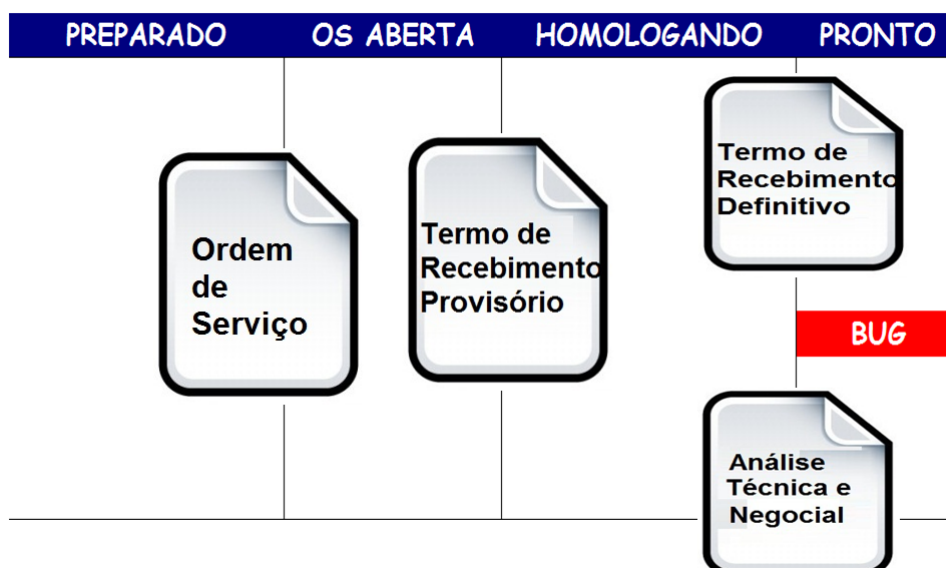 PREPARADO OS ABERTA HOMOLOGANDO PRONTO
Ordem
de
Serviço
Termo de
Recebimento
Provisório
Termo de
Recebimento
Definitivo
BUG
Análise
Técnica e
Negocial